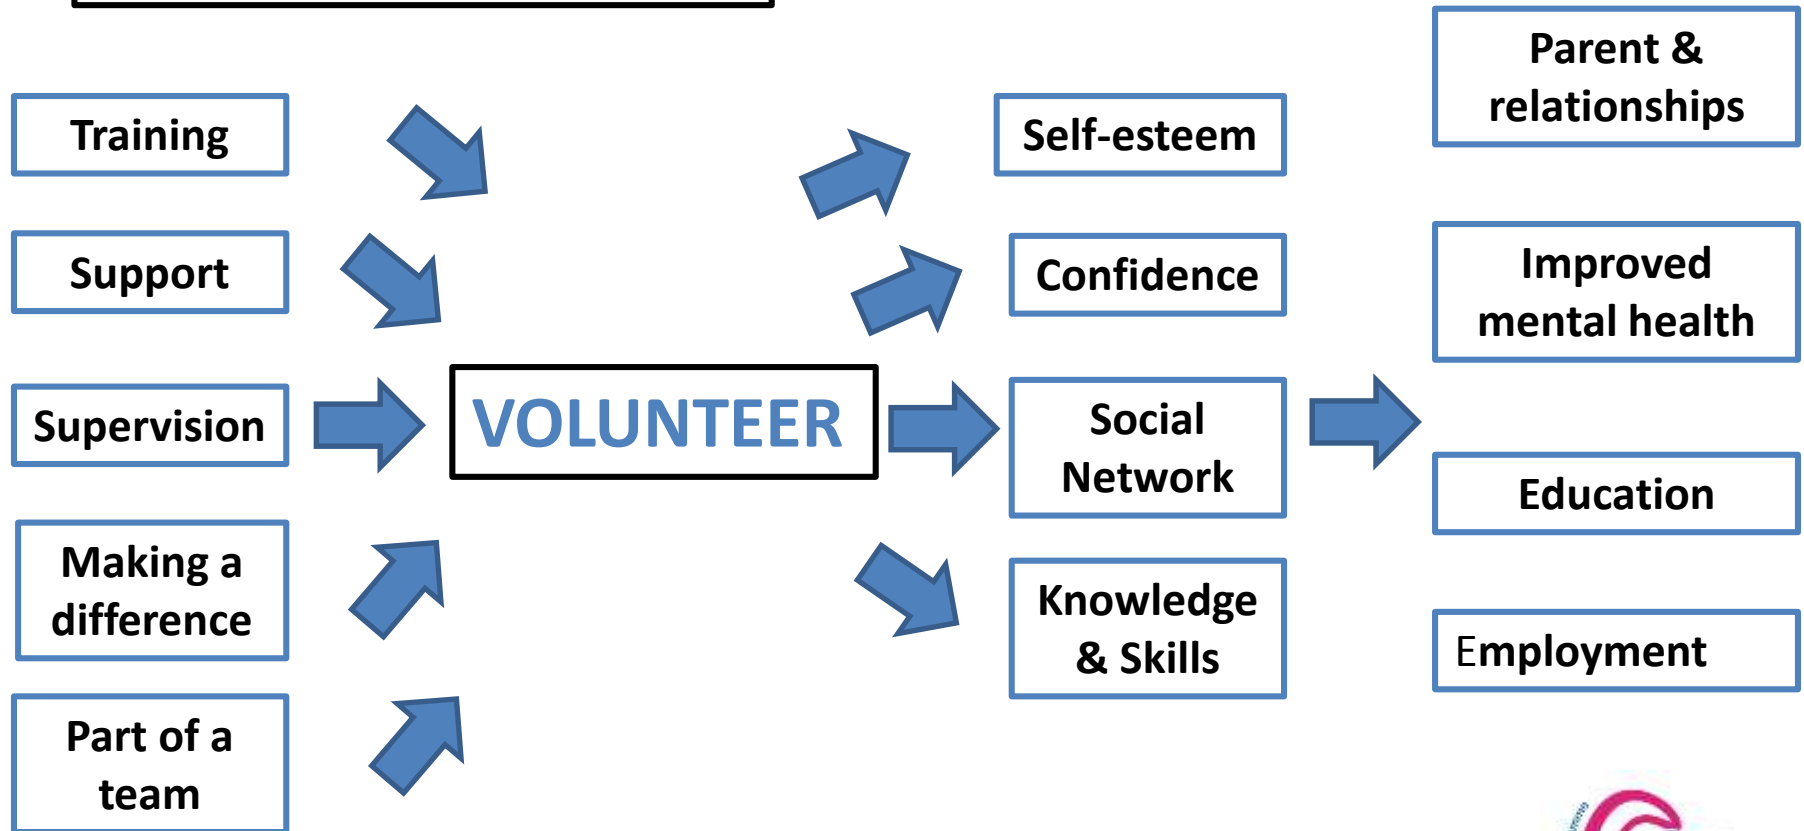 Training
Support
Supervision
Making a
difference
Part of a
team
VOLUNTEER
Self-esteem
Confidence
Social
Network
Knowledge
& Skills
Parent &
relationships
Improved
mental health
Education
Employment